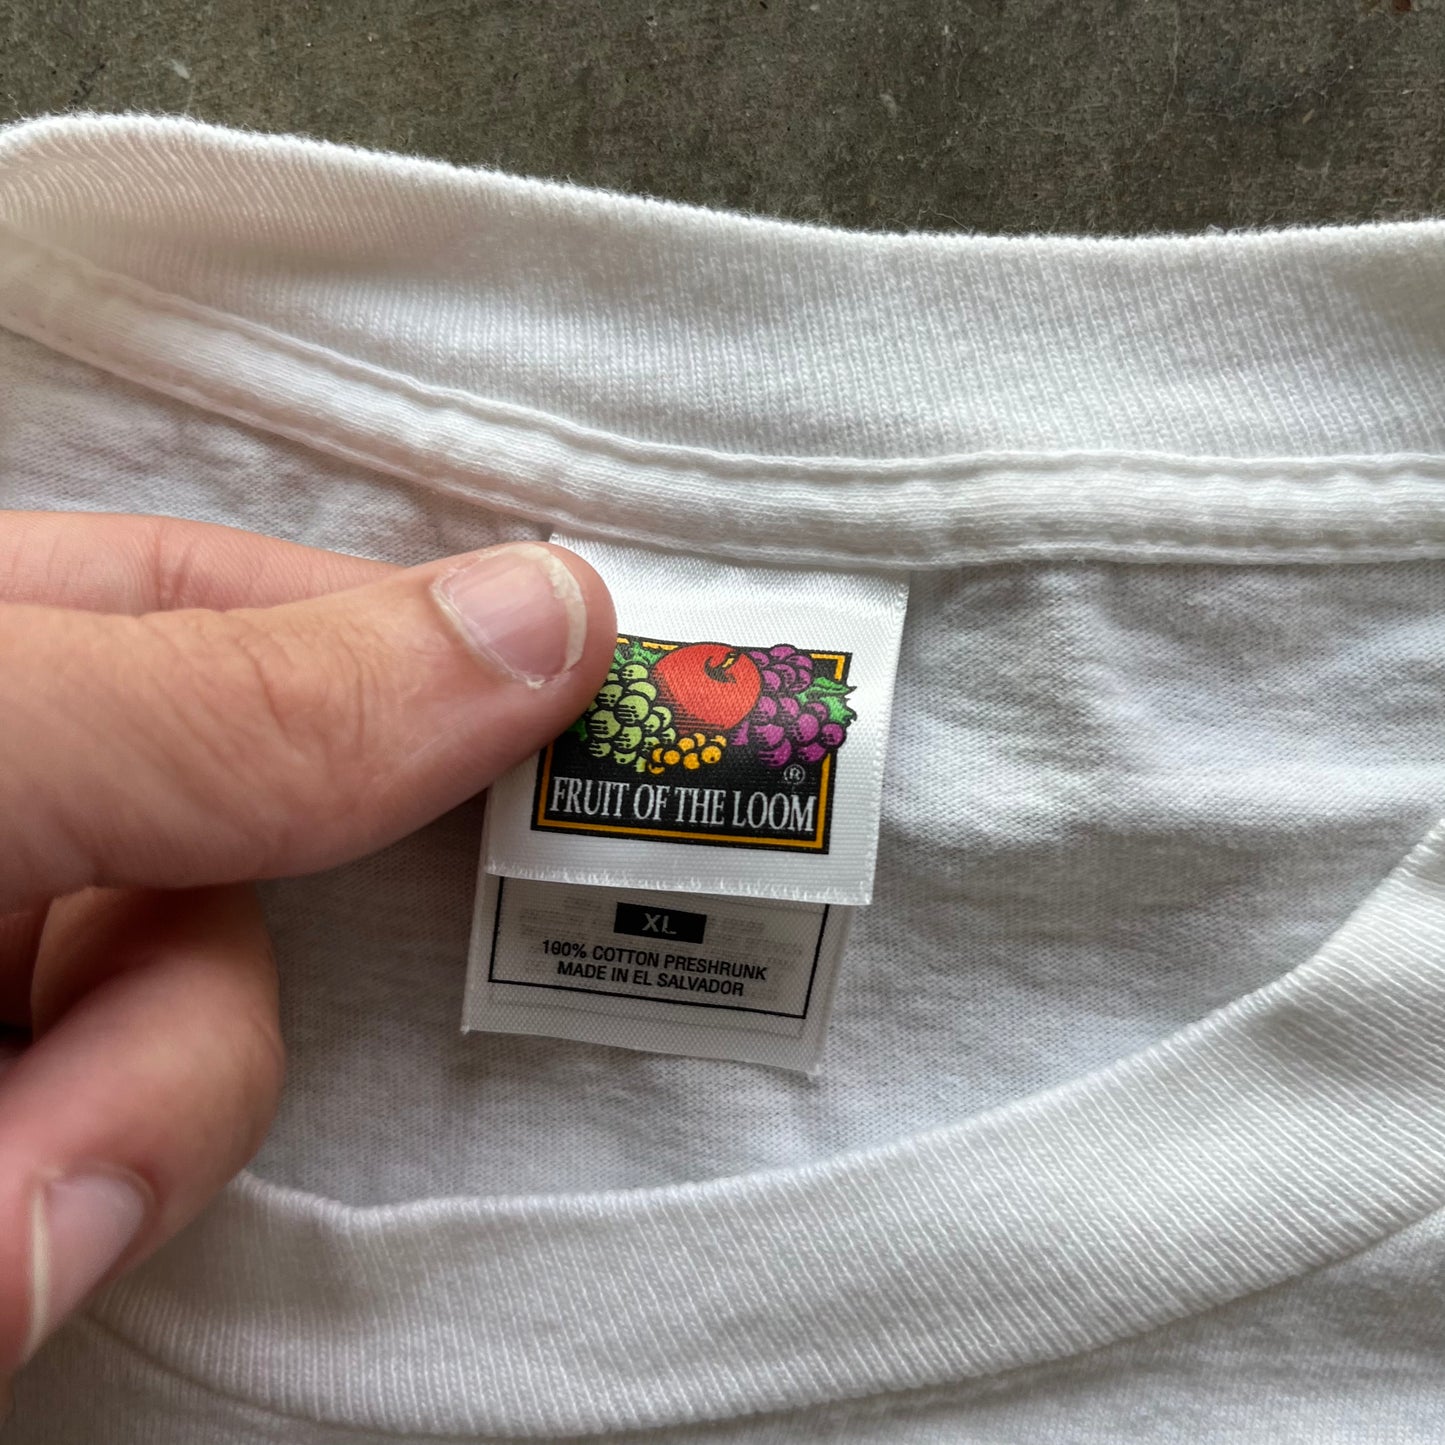 ®
FRUIT OF THE LOOM
XL
100% COTTON PRESHRUNK
MADE IN EL SALVADOR